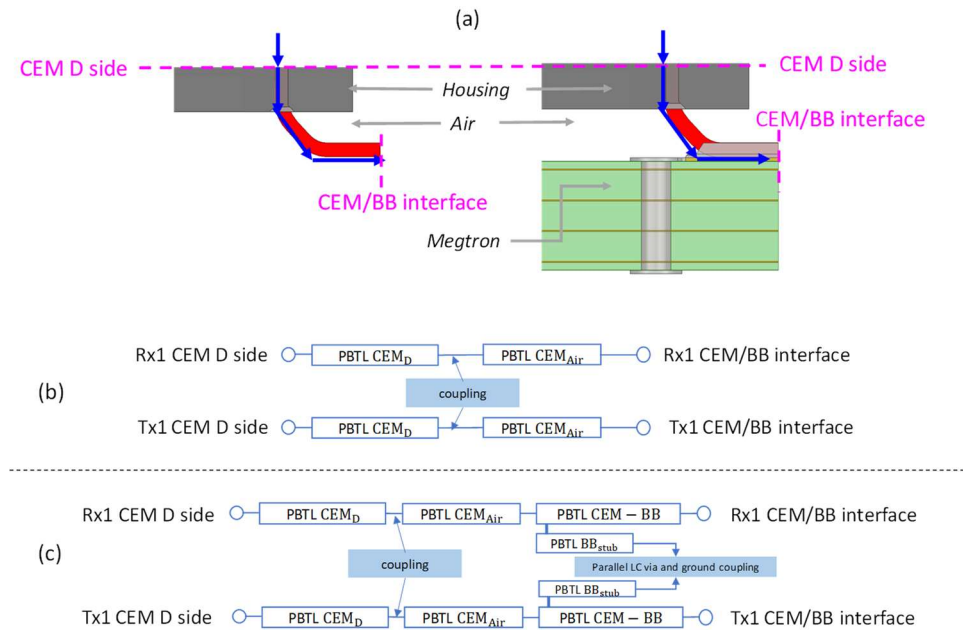 (a)
CEM D side
CEM D side
Housing
Air
CEM/BB interface
CEM/BB interface
Megtron
(b)
Rx1 CEM D side
PBTL CEM_D
PBTL CEM_Air
Rx1 CEM/BB interface
coupling
Tx1 CEM D side
PBTL CEM_D
PBTL CEM_Air
Tx1 CEM/BB interface
(c)
Rx1 CEM D side
PBTL CEM_D
PBTL CEM_Air
PBTL CEM − BB
Rx1 CEM/BB interface
PBTL BB_stub
coupling
Parallel LC via and ground coupling
PBTL BB_stub
Tx1 CEM D side
PBTL CEM_D
PBTL CEM_Air
PBTL CEM − BB
Tx1 CEM/BB interface